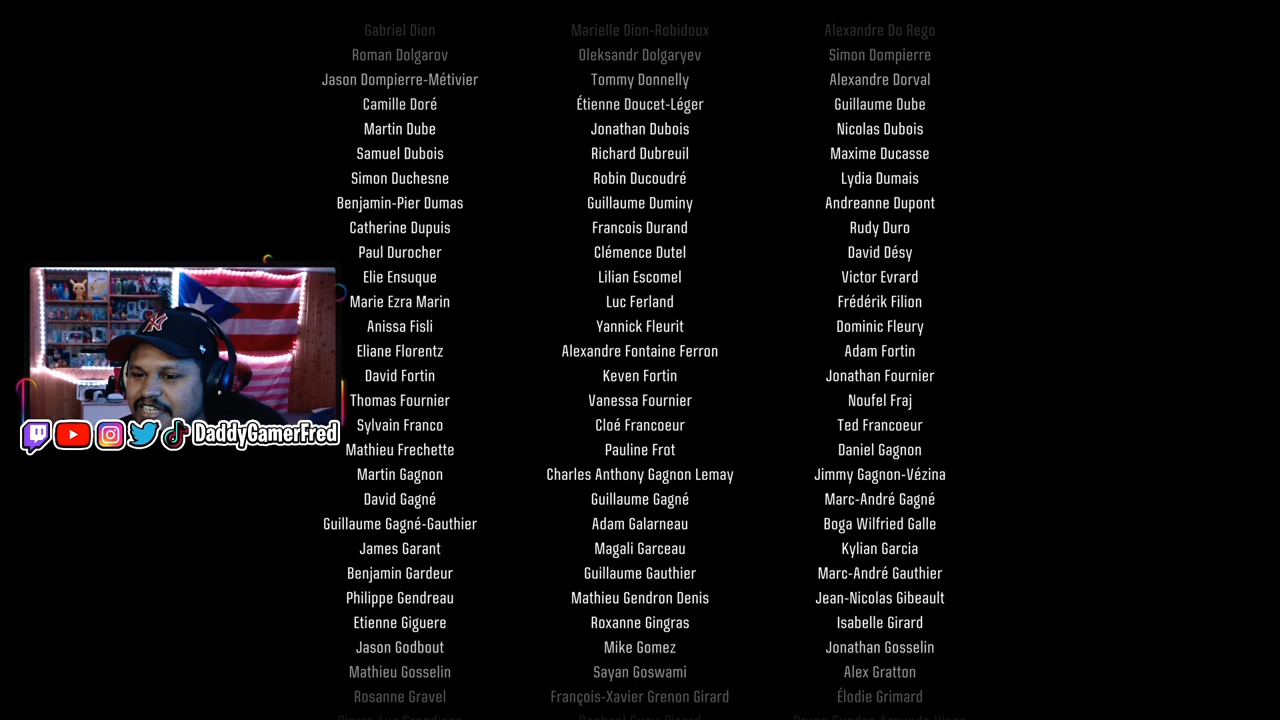 Gabriel Dion Marielle Dion-Robidoux Alexandre Do Rego
Roman Dolgarov Oleksandr Dolgaryev Simon Dompierre
Jason Dompierre-Métivier Tommy Donnelly Alexandre Dorval
Camille Doré Étienne Doucet-Léger Guillaume Dube
Martin Dube Jonathan Dubois Nicolas Dubois
Samuel Dubois Richard Dubreuil Maxime Ducasse
Simon Duchesne Robin Ducoudré Lydia Dumais
Benjamin-Pier Dumas Guillaume Duminy Andreanne Dupont
Catherine Dupuis Francois Durand Rudy Duro
Paul Durocher Clémence Dutel David Désy
Elie Ensuque Lilian Escomel Victor Evrard
Marie Ezra Marin Luc Ferland Frédérik Filion
Anissa Fisli Yannick Fleurit Dominic Fleury
Eliane Florentz Alexandre Fontaine Ferron Adam Fortin
David Fortin Keven Fortin Jonathan Fournier
Thomas Fournier Vanessa Fournier Noufel Fraj
Sylvain Franco Cloé Francoeur Ted Francoeur
DaddyGamerFred
Mathieu Frechette Pauline Frot Daniel Gagnon
Martin Gagnon Charles Anthony Gagnon Lemay Jimmy Gagnon-Vézina
David Gagné Guillaume Gagné Marc-André Gagné
Guillaume Gagné-Gauthier Adam Galarneau Boga Wilfried Galle
James Garant Magali Garceau Kylian Garcia
Benjamin Gardeur Guillaume Gauthier Marc-André Gauthier
Philippe Gendreau Mathieu Gendron Denis Jean-Nicolas Gibeault
Etienne Giguere Roxanne Gingras Isabelle Girard
Jason Godbout Mike Gomez Jonathan Gosselin
Mathieu Gosselin Sayan Goswami Alex Gratton
Rosanne Gravel François-Xavier Grenon Girard Élodie Grimard